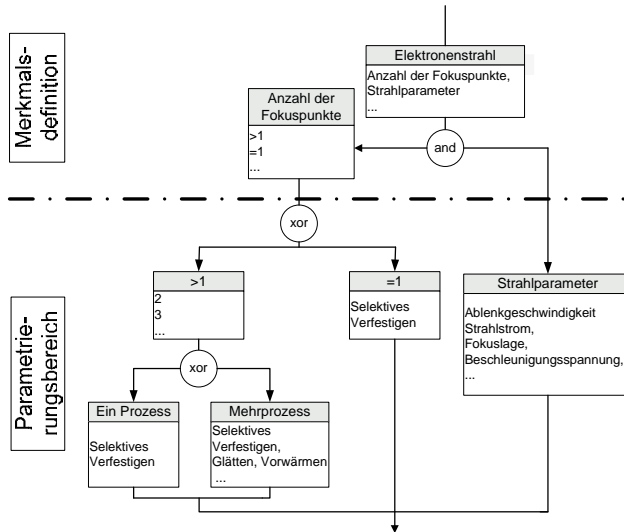 Merkmals-
definition
Elektronenstrahl
Anzahl der Fokuspunkte,
Strahlparameter
...
Anzahl der
Fokuspunkte
>1
=1
...
and
xor
Parametrie-
rungsbereich
>1
2
3
...
=1
Selektives
Verfestigen
Strahlparameter
Ablenkgeschwindigkeit
Strahlstrom,
Fokuslage,
Beschleunigungsspannung,
...
xor
Ein Prozess
Selektives
Verfestigen
Mehrprozess
Selektives
Verfestigen,
Glätten, Vorwärmen
...